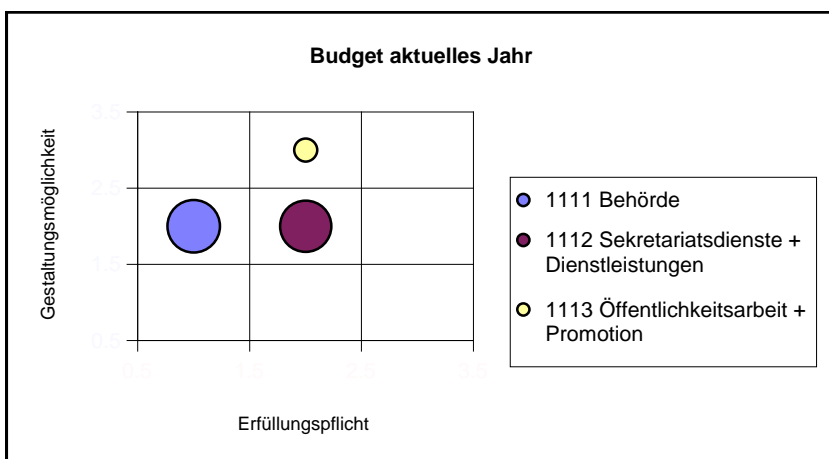 Budget aktuelles Jahr
Gestaltungsmöglichkeit
3.5
2.5
1.5
0.5
0.5
1.5
2.5
3.5
Erfüllungspflicht
1111 Behörde
1112 Sekretariatsdienste +
Dienstleistungen
1113 Öffentlichkeitsarbeit +
Promotion